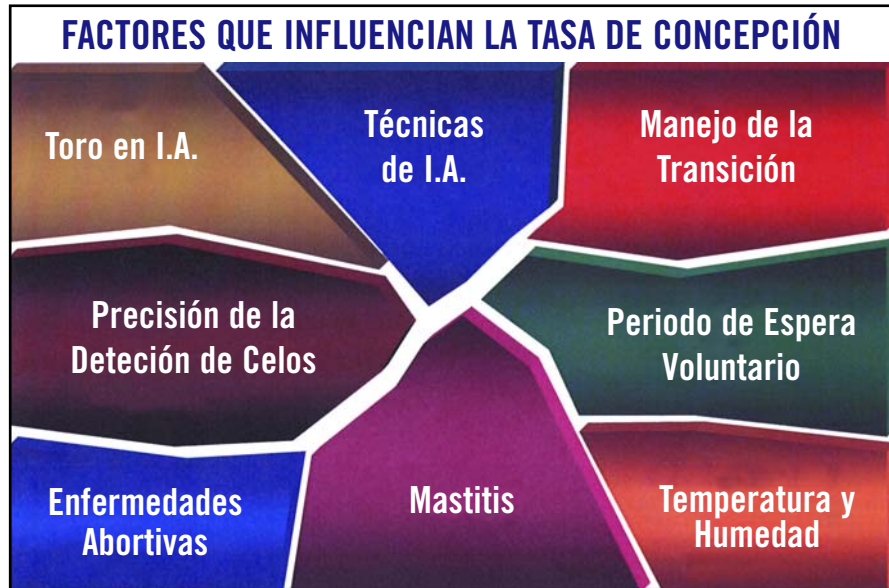 FACTORES QUE INFLUENCIAN LA TASA DE CONCEPCIÓN
Toro en I.A.
Técnicas
de I.A.
Manejo de la
Transición
Precisión de la
Deteción de Celos
Periodo de Espera
Voluntario
Enfermedades
Abortivas
Mastitis
Temperatura y
Humedad